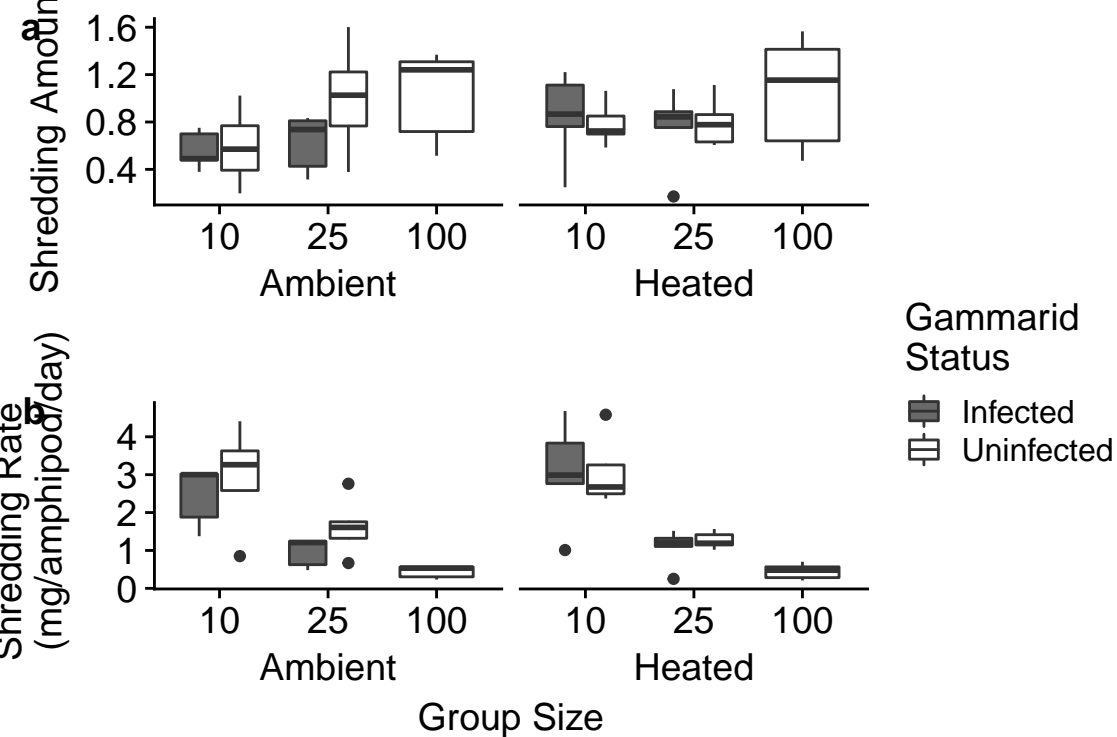 a
Shredding Amoun
1.6
1.2
0.8
0.4
10 25 100
Ambient
10 25 100
Heated
b
Shredding Rate
(mg/amphipod/day)
4
3
2
1
0
10 25 100
Ambient
10 25 100
Heated
Group Size
Gammarid
Status
Infected
Uninfected